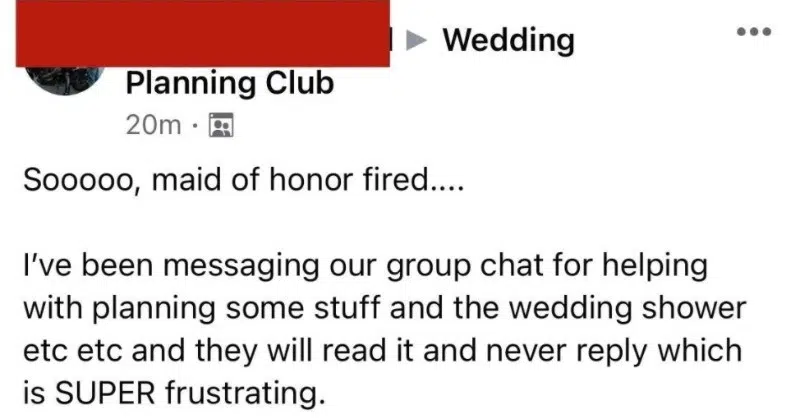 Wedding
Planning Club
20m ·
Sooooo, maid of honor fired....
I've been messaging our group chat for helping
with planning some stuff and the wedding shower
etc etc and they will read it and never reply which
is SUPER frustrating.